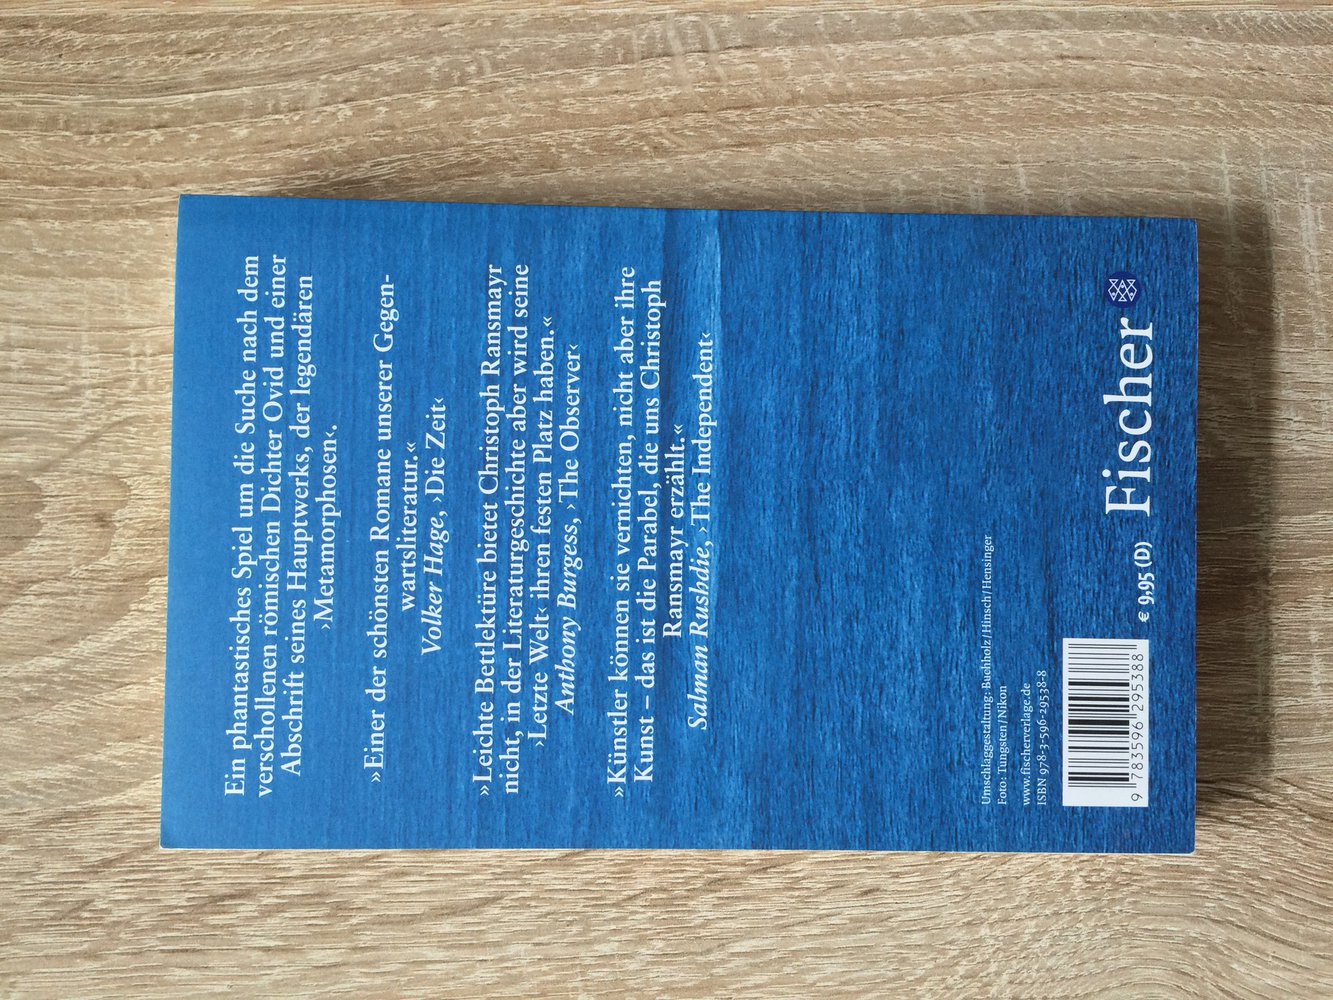 Ein phantastisches Spiel um die Suche nach dem
verschollenen römischen Dichter Ovid und einer
Abschrift seines Hauptwerks, der legendären
›Metamorphosen‹.
»Einer der schönsten Romane unserer Gegen-
wartsliteratur.«
Volker Hage, ›Die Zeit‹
»Leichte Bettlektüre bietet Christoph Ransmayr
nicht, in der Literaturgeschichte aber wird seine
›Letzte Welt‹ ihren festen Platz haben.«
Anthony Burgess, ›The Observer‹
»Künstler können sie vernichten, nicht aber ihre
Kunst – das ist die Parabel, die uns Christoph
Ransmayr erzählt.«
Salman Rushdie, ›The Independent‹
Umschlaggestaltung: Buchholz/Hinsch/Hensinger
Foto: Tungsten/Nikon
www.fischerverlage.de
ISBN 978-3-596-29538-8
9 783596 295388
€ 9,95 (D)
Fischer